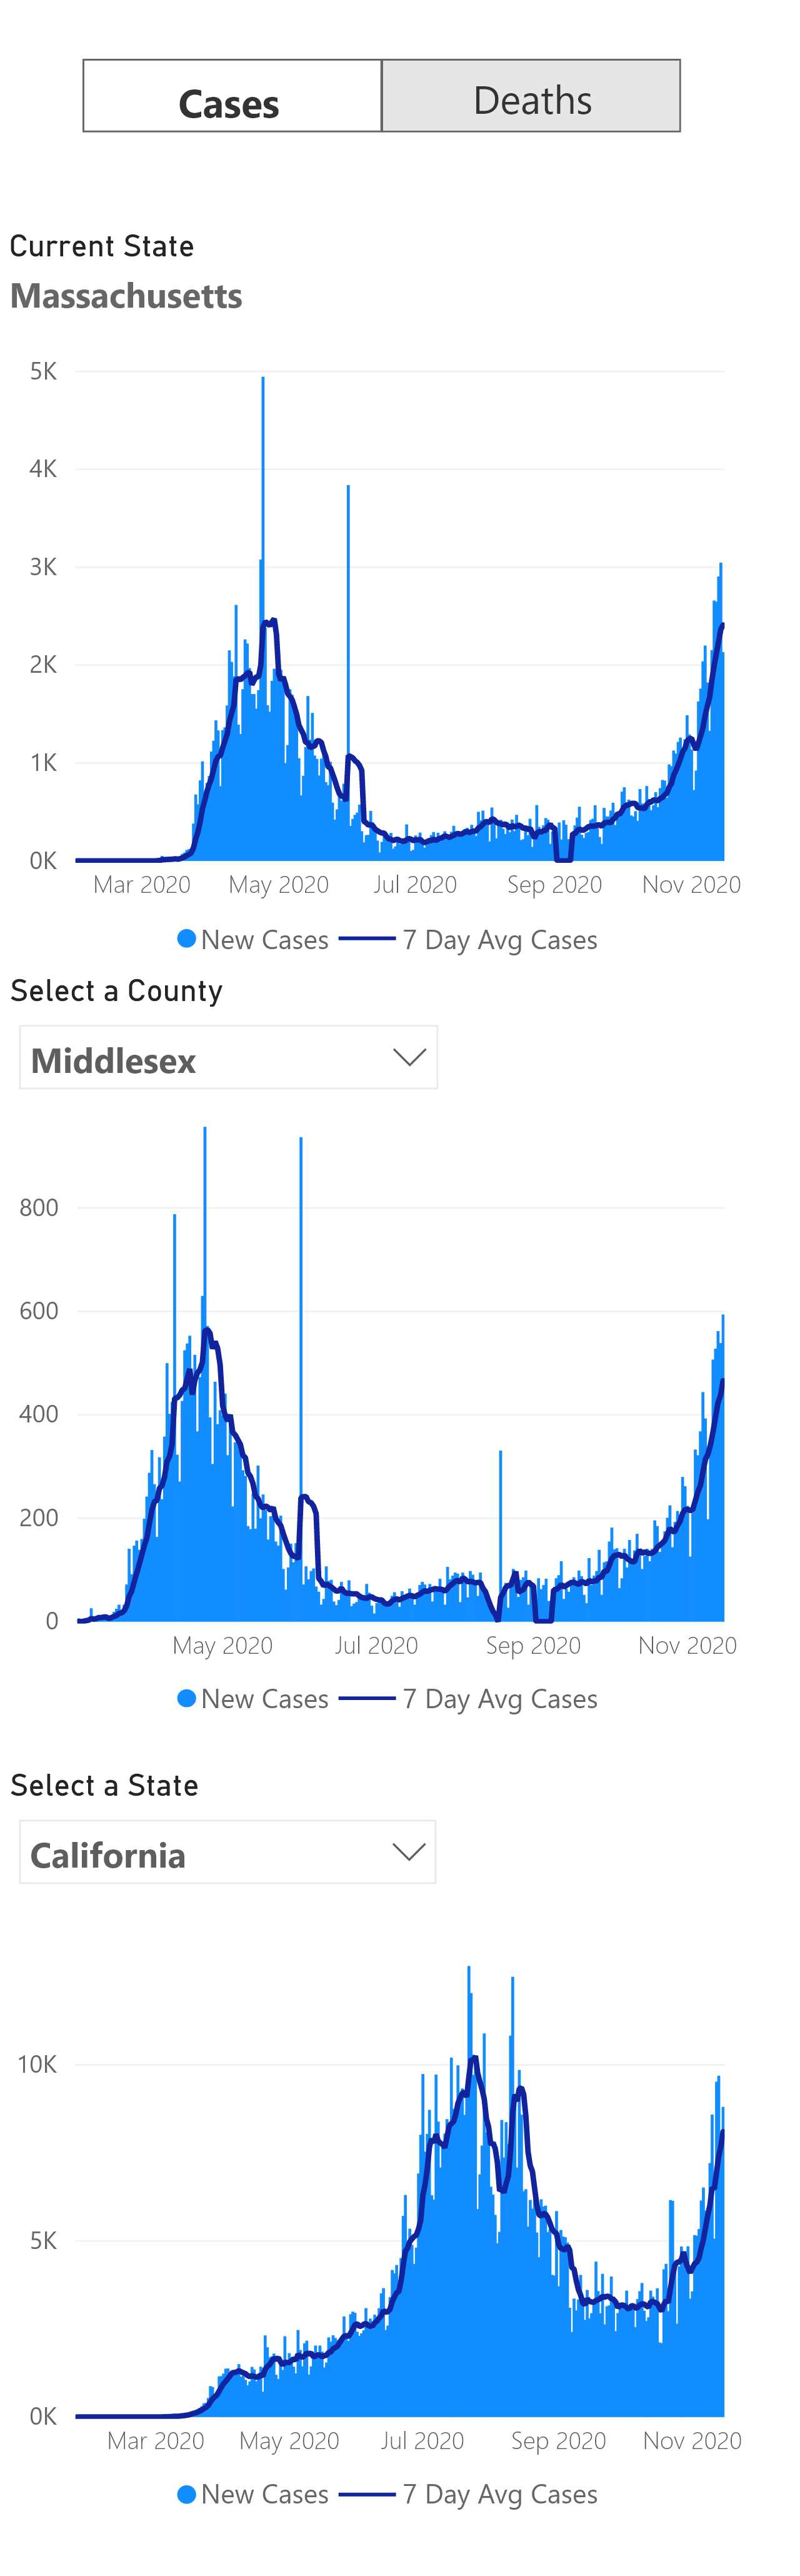 Cases Deaths
Current State
Massachusetts
5K
4K
3K
2K
1K
0K
Mar 2020 May 2020 Jul 2020 Sep 2020 Nov 2020
New Cases 7 Day Avg Cases
Select a County
Middlesex
800
600
400
200
0
May 2020 Jul 2020 Sep 2020 Nov 2020
New Cases 7 Day Avg Cases
Select a State
California
10K
5K
0K
Mar 2020 May 2020 Jul 2020 Sep 2020 Nov 2020
New Cases 7 Day Avg Cases